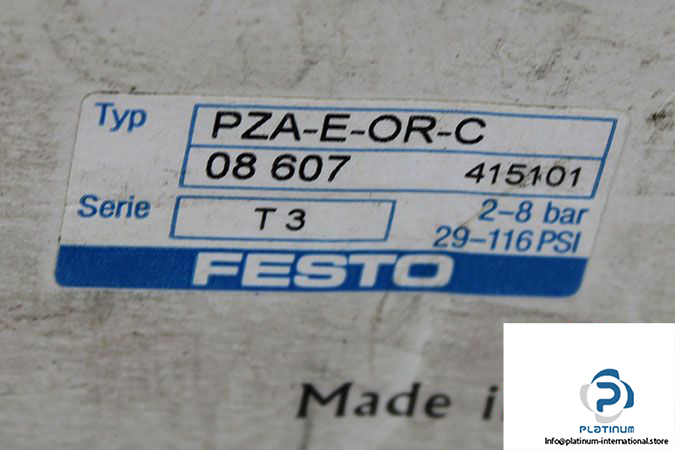 Typ PZA-E-OR-C
08 607 415101
Serie T 3 2-8 bar
29-116 PSI
FESTO
Made i
PLATINUM
Info@platinum-international.store